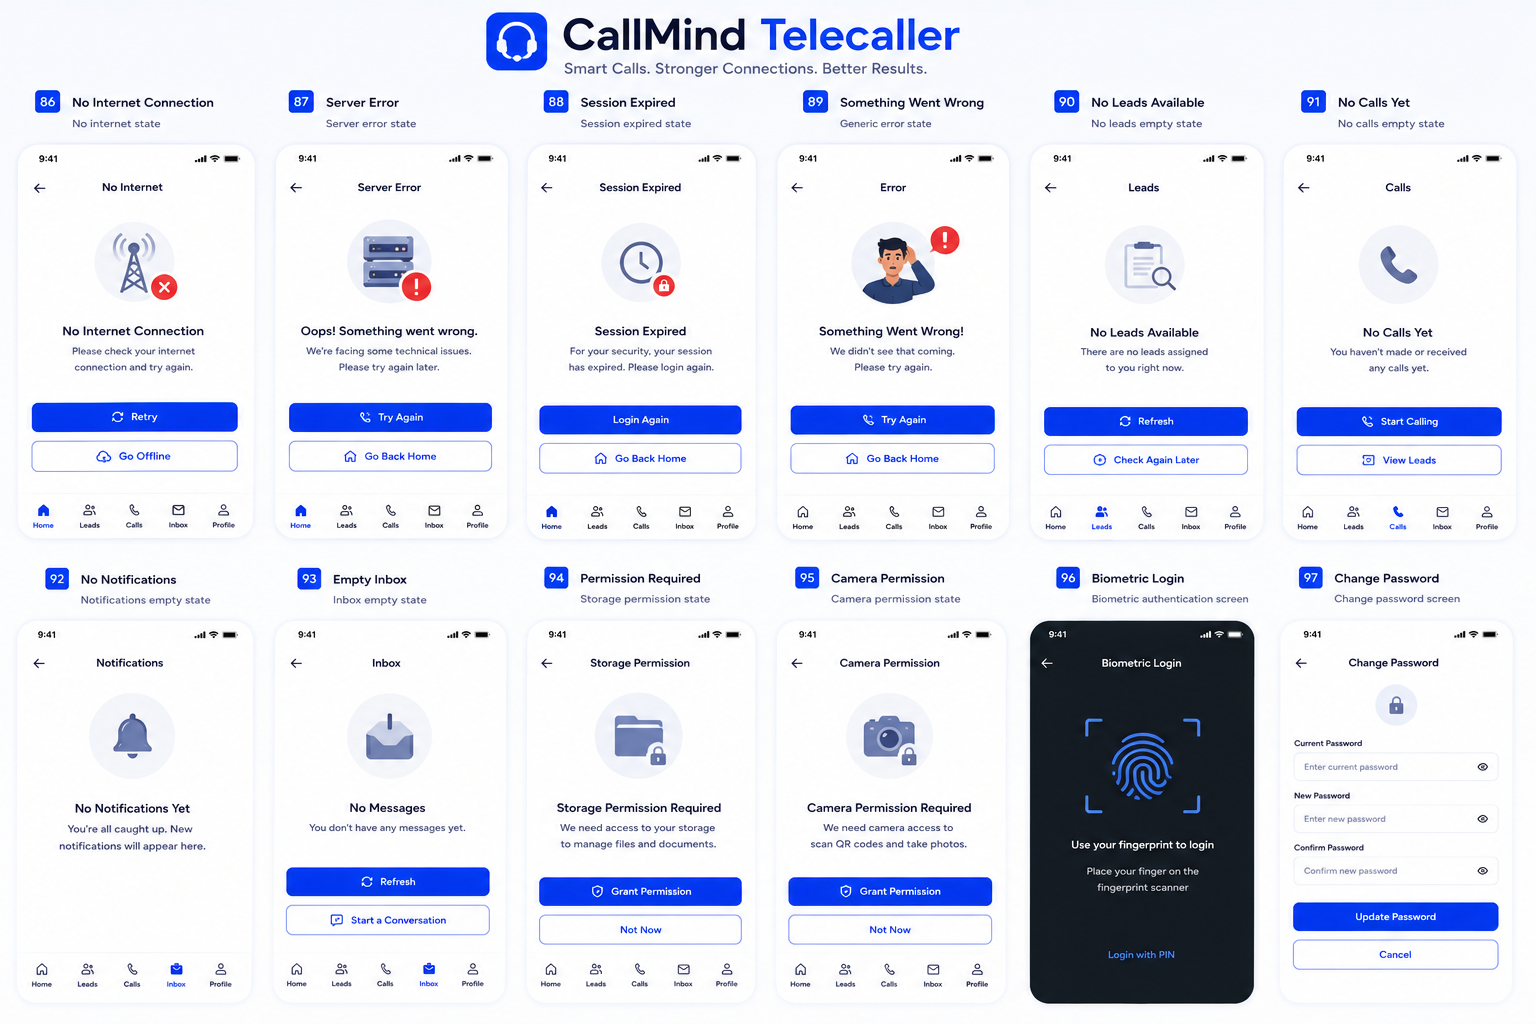 CallMind Telecaller
Smart Calls. Stronger Connections. Better Results.
86 No Internet Connection
No internet state
9:41
No Internet
No Internet Connection
Please check your internet
connection and try again.
Retry
Go Offline
Home Leads Calls Inbox Profile
87 Server Error
Server error state
9:41
Server Error
Oops! Something went wrong.
We're facing some technical issues.
Please try again later.
Try Again
Go Back Home
Home Leads Calls Inbox Profile
88 Session Expired
Session expired state
9:41
Session Expired
Session Expired
For your security, your session
has expired. Please login again.
Login Again
Go Back Home
Home Leads Calls Inbox Profile
89 Something Went Wrong
Generic error state
9:41
Error
Something Went Wrong!
We didn't see that coming.
Please try again.
Try Again
Go Back Home
Home Leads Calls Inbox Profile
90 No Leads Available
No leads empty state
9:41
Leads
No Leads Available
There are no leads assigned
to you right now.
Refresh
Check Again Later
Home Leads Calls Inbox Profile
91 No Calls Yet
No calls empty state
9:41
Calls
No Calls Yet
You haven't made or received
any calls yet.
Start Calling
View Leads
Home Leads Calls Inbox Profile
92 No Notifications
Notifications empty state
9:41
Notifications
No Notifications Yet
You're all caught up. New
notifications will appear here.
Home Leads Calls Inbox Profile
93 Empty Inbox
Inbox empty state
9:41
Inbox
No Messages
You don't have any messages yet.
Refresh
Start a Conversation
Home Leads Calls Inbox Profile
94 Permission Required
Storage permission state
9:41
Storage Permission
Storage Permission Required
We need access to your storage
to manage files and documents.
Grant Permission
Not Now
Home Leads Calls Inbox Profile
95 Camera Permission
Camera permission state
9:41
Camera Permission
Camera Permission Required
We need camera access to
scan QR codes and take photos.
Grant Permission
Not Now
Home Leads Calls Inbox Profile
96 Biometric Login
Biometric authentication screen
9:41
Biometric Login
Use your fingerprint to login
Place your finger on the
fingerprint scanner
Login with PIN
97 Change Password
Change password screen
9:41
Change Password
Current Password
Enter current password
New Password
Enter new password
Confirm Password
Confirm new password
Update Password
Cancel